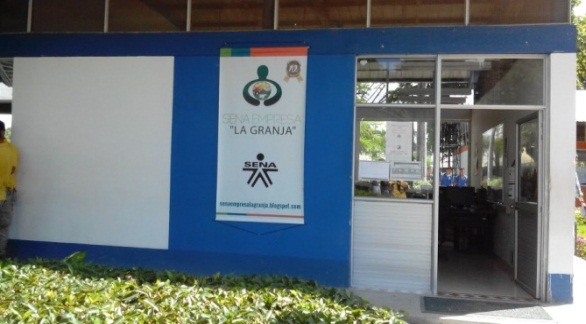 SENA EMPRESA
"LA GRANJA"
SENA
senaempresalagranja.blogspot.com